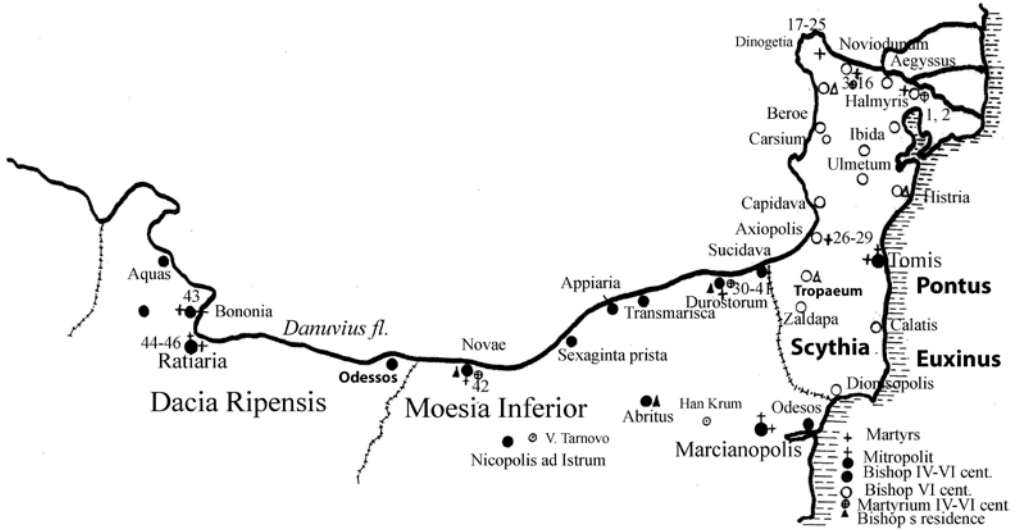 17-25
Dinogetia
Noviodunum
Aegyssus
3-16
Halmyris
1, 2
Beroe
Carsium
Ibida
Ulmetum
Histria
Capidava
Axiopolis
26-29
Sucidava
Tomis
Aquas
43
Bononia
44-46
Ratiaria
Danuvius fl.
Appiaria
30-41
Durostorum
Transmarisca
Tropaeum
Pontus
Zaldapa
Calatis
Novae
Sexaginta prista
Odessos
42
Scythia
Euxinus
Dacia Ripensis
Moesia Inferior
Dionisopolis
Abritus
Han Krum
Odesos
Marcianopolis
V. Tarnovo
Nicopolis ad Istrum
Martyrs
Mitropolit
Bishop IV-VI cent.
Bishop VI cent.
Martyrium IV-VI cent.
Bishop s residence